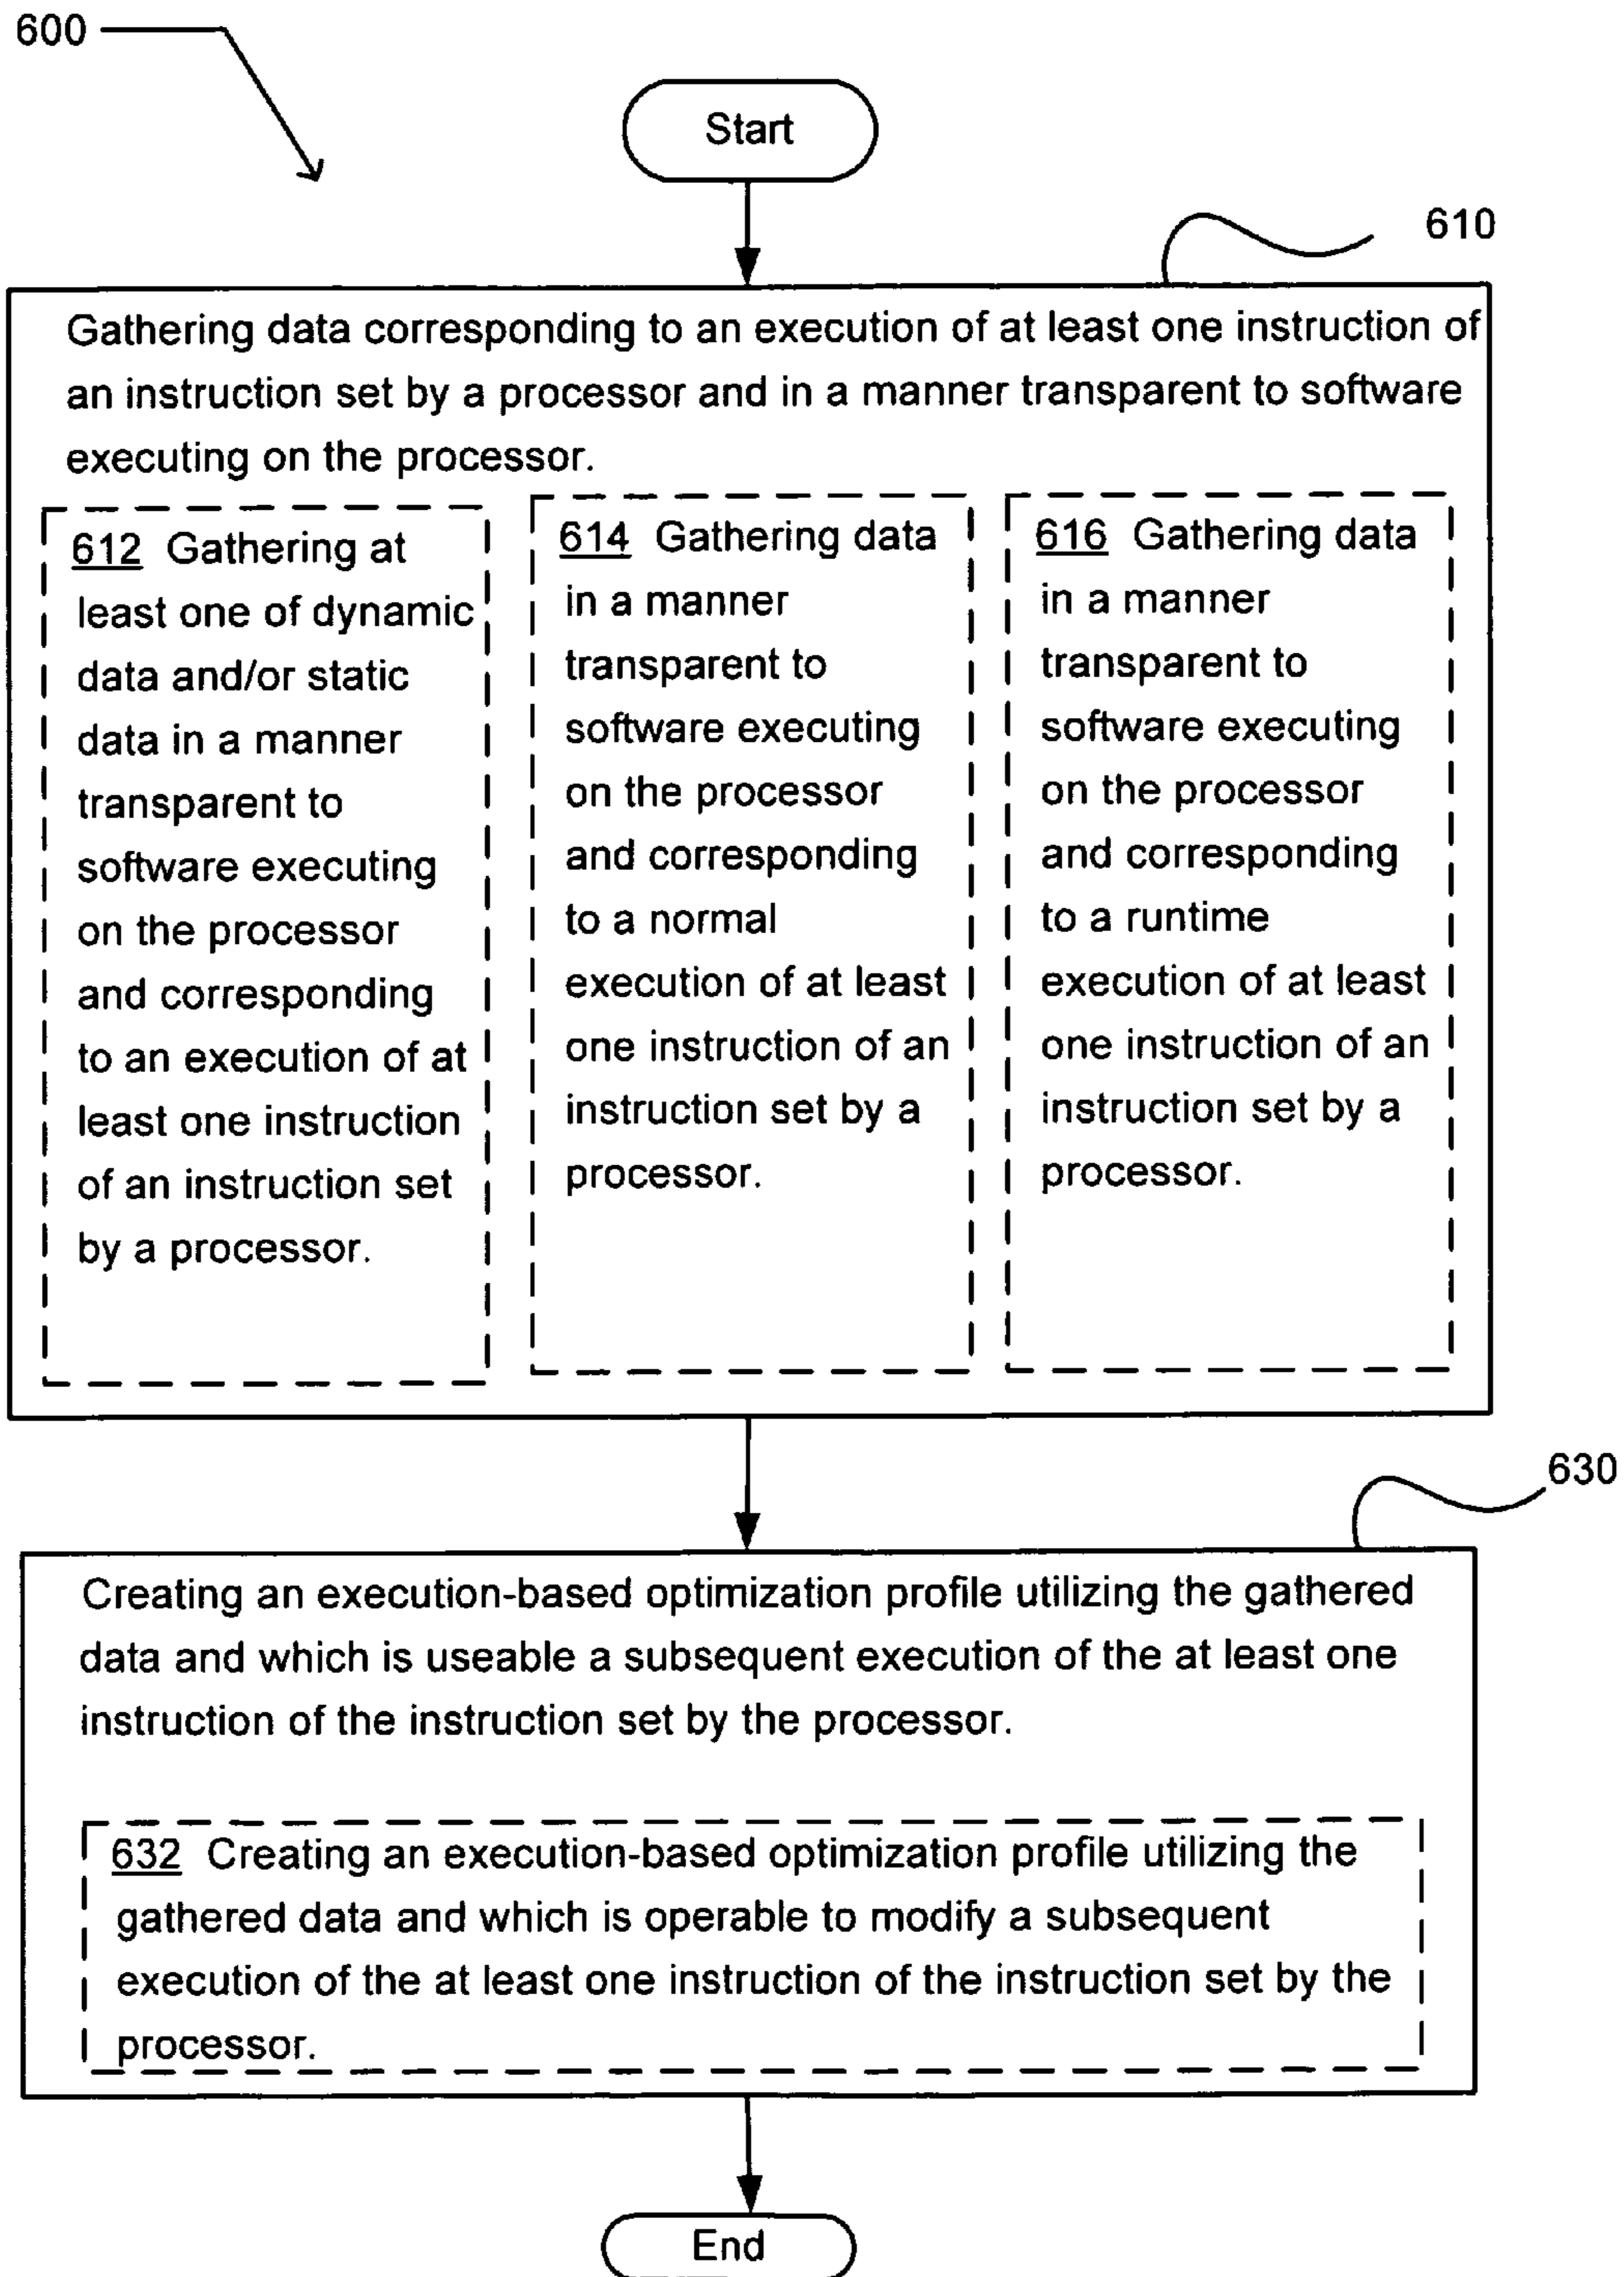 600
Start
610
Gathering data corresponding to an execution of at least one instruction of
an instruction set by a processor and in a manner transparent to software
executing on the processor.
612 Gathering at
least one of dynamic
data and/or static
data in a manner
transparent to
software executing
on the processor
and corresponding
to an execution of at
least one instruction
of an instruction set
by a processor.
614 Gathering data
in a manner
transparent to
software executing
on the processor
and corresponding
to a normal
execution of at least
one instruction of an
instruction set by a
processor.
616 Gathering data
in a manner
transparent to
software executing
on the processor
and corresponding
to a runtime
execution of at least
one instruction of an
instruction set by a
processor.
630
Creating an execution-based optimization profile utilizing the gathered
data and which is useable a subsequent execution of the at least one
instruction of the instruction set by the processor.
632 Creating an execution-based optimization profile utilizing the
gathered data and which is operable to modify a subsequent
execution of the at least one instruction of the instruction set by the
processor.
End